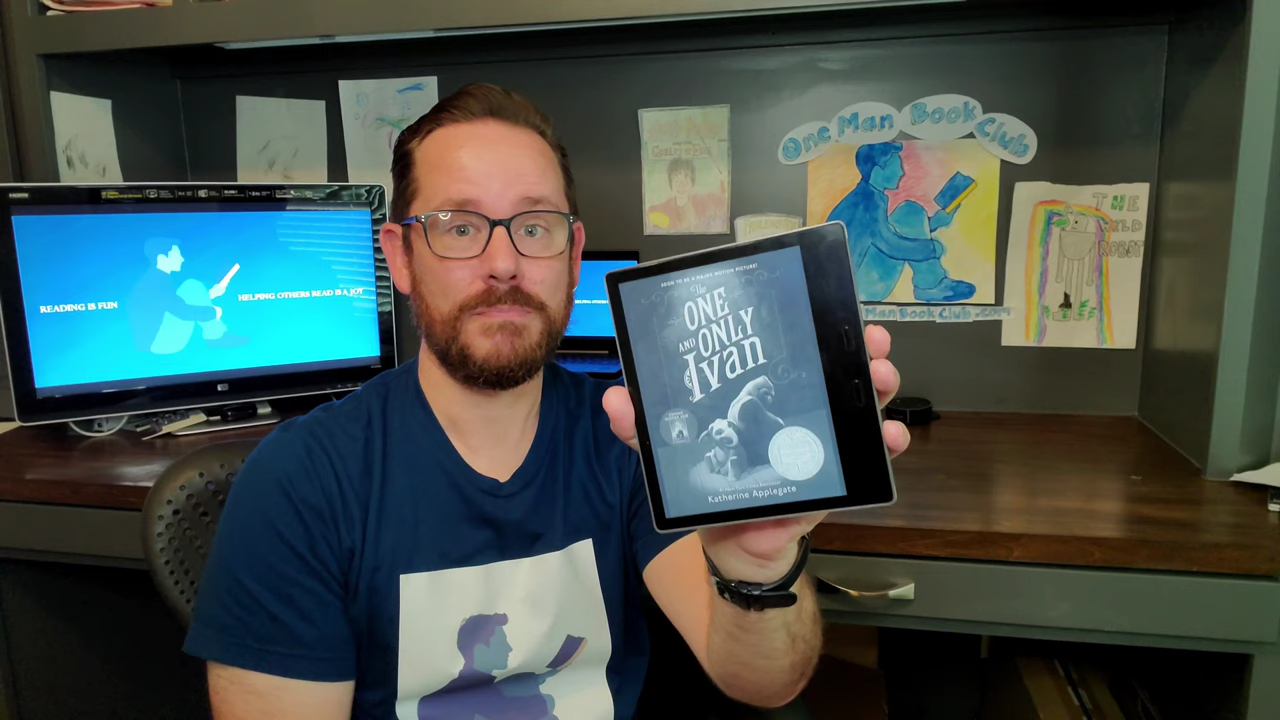 One Man Book Club
READING IS FUN
HELPING OTHERS READ IS A JOY
SOON TO BE A MAJOR MOTION PICTURE!
The
ONE
AND ONLY
Ivan
Katherine Applegate
THE
WILD
ROBOT
ManBookClub.com
hp